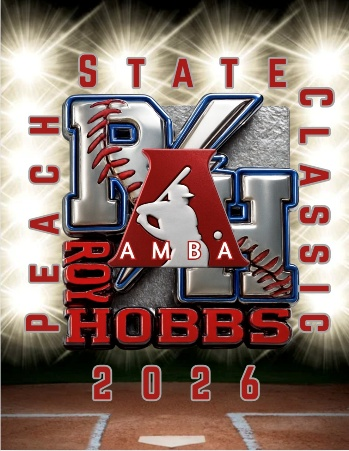 PEACH
STATE
CLASSIC
R/H
A
AMBA
ROY
HOBBS
2026